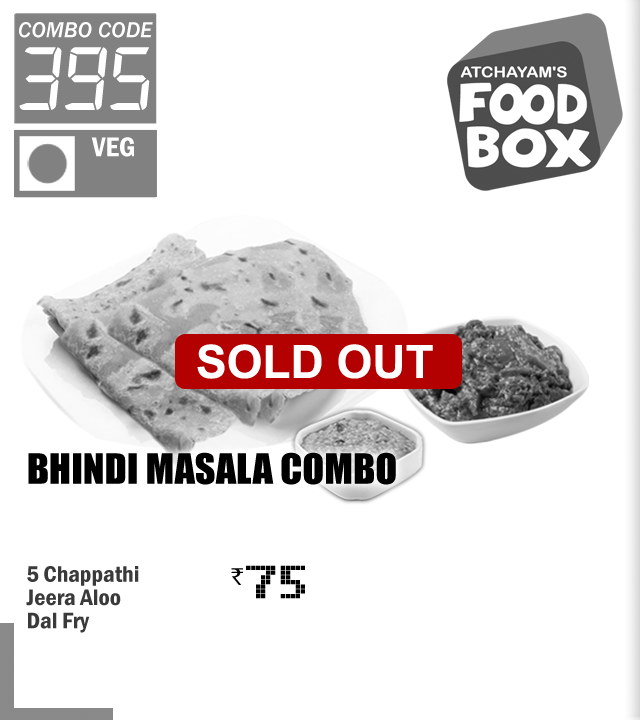 COMBO CODE
395
VEG
ATCHAYAM'S
FOOD
BOX
SOLD OUT
BHINDI MASALA COMBO
5 Chappathi
Jeera Aloo
Dal Fry
₹75